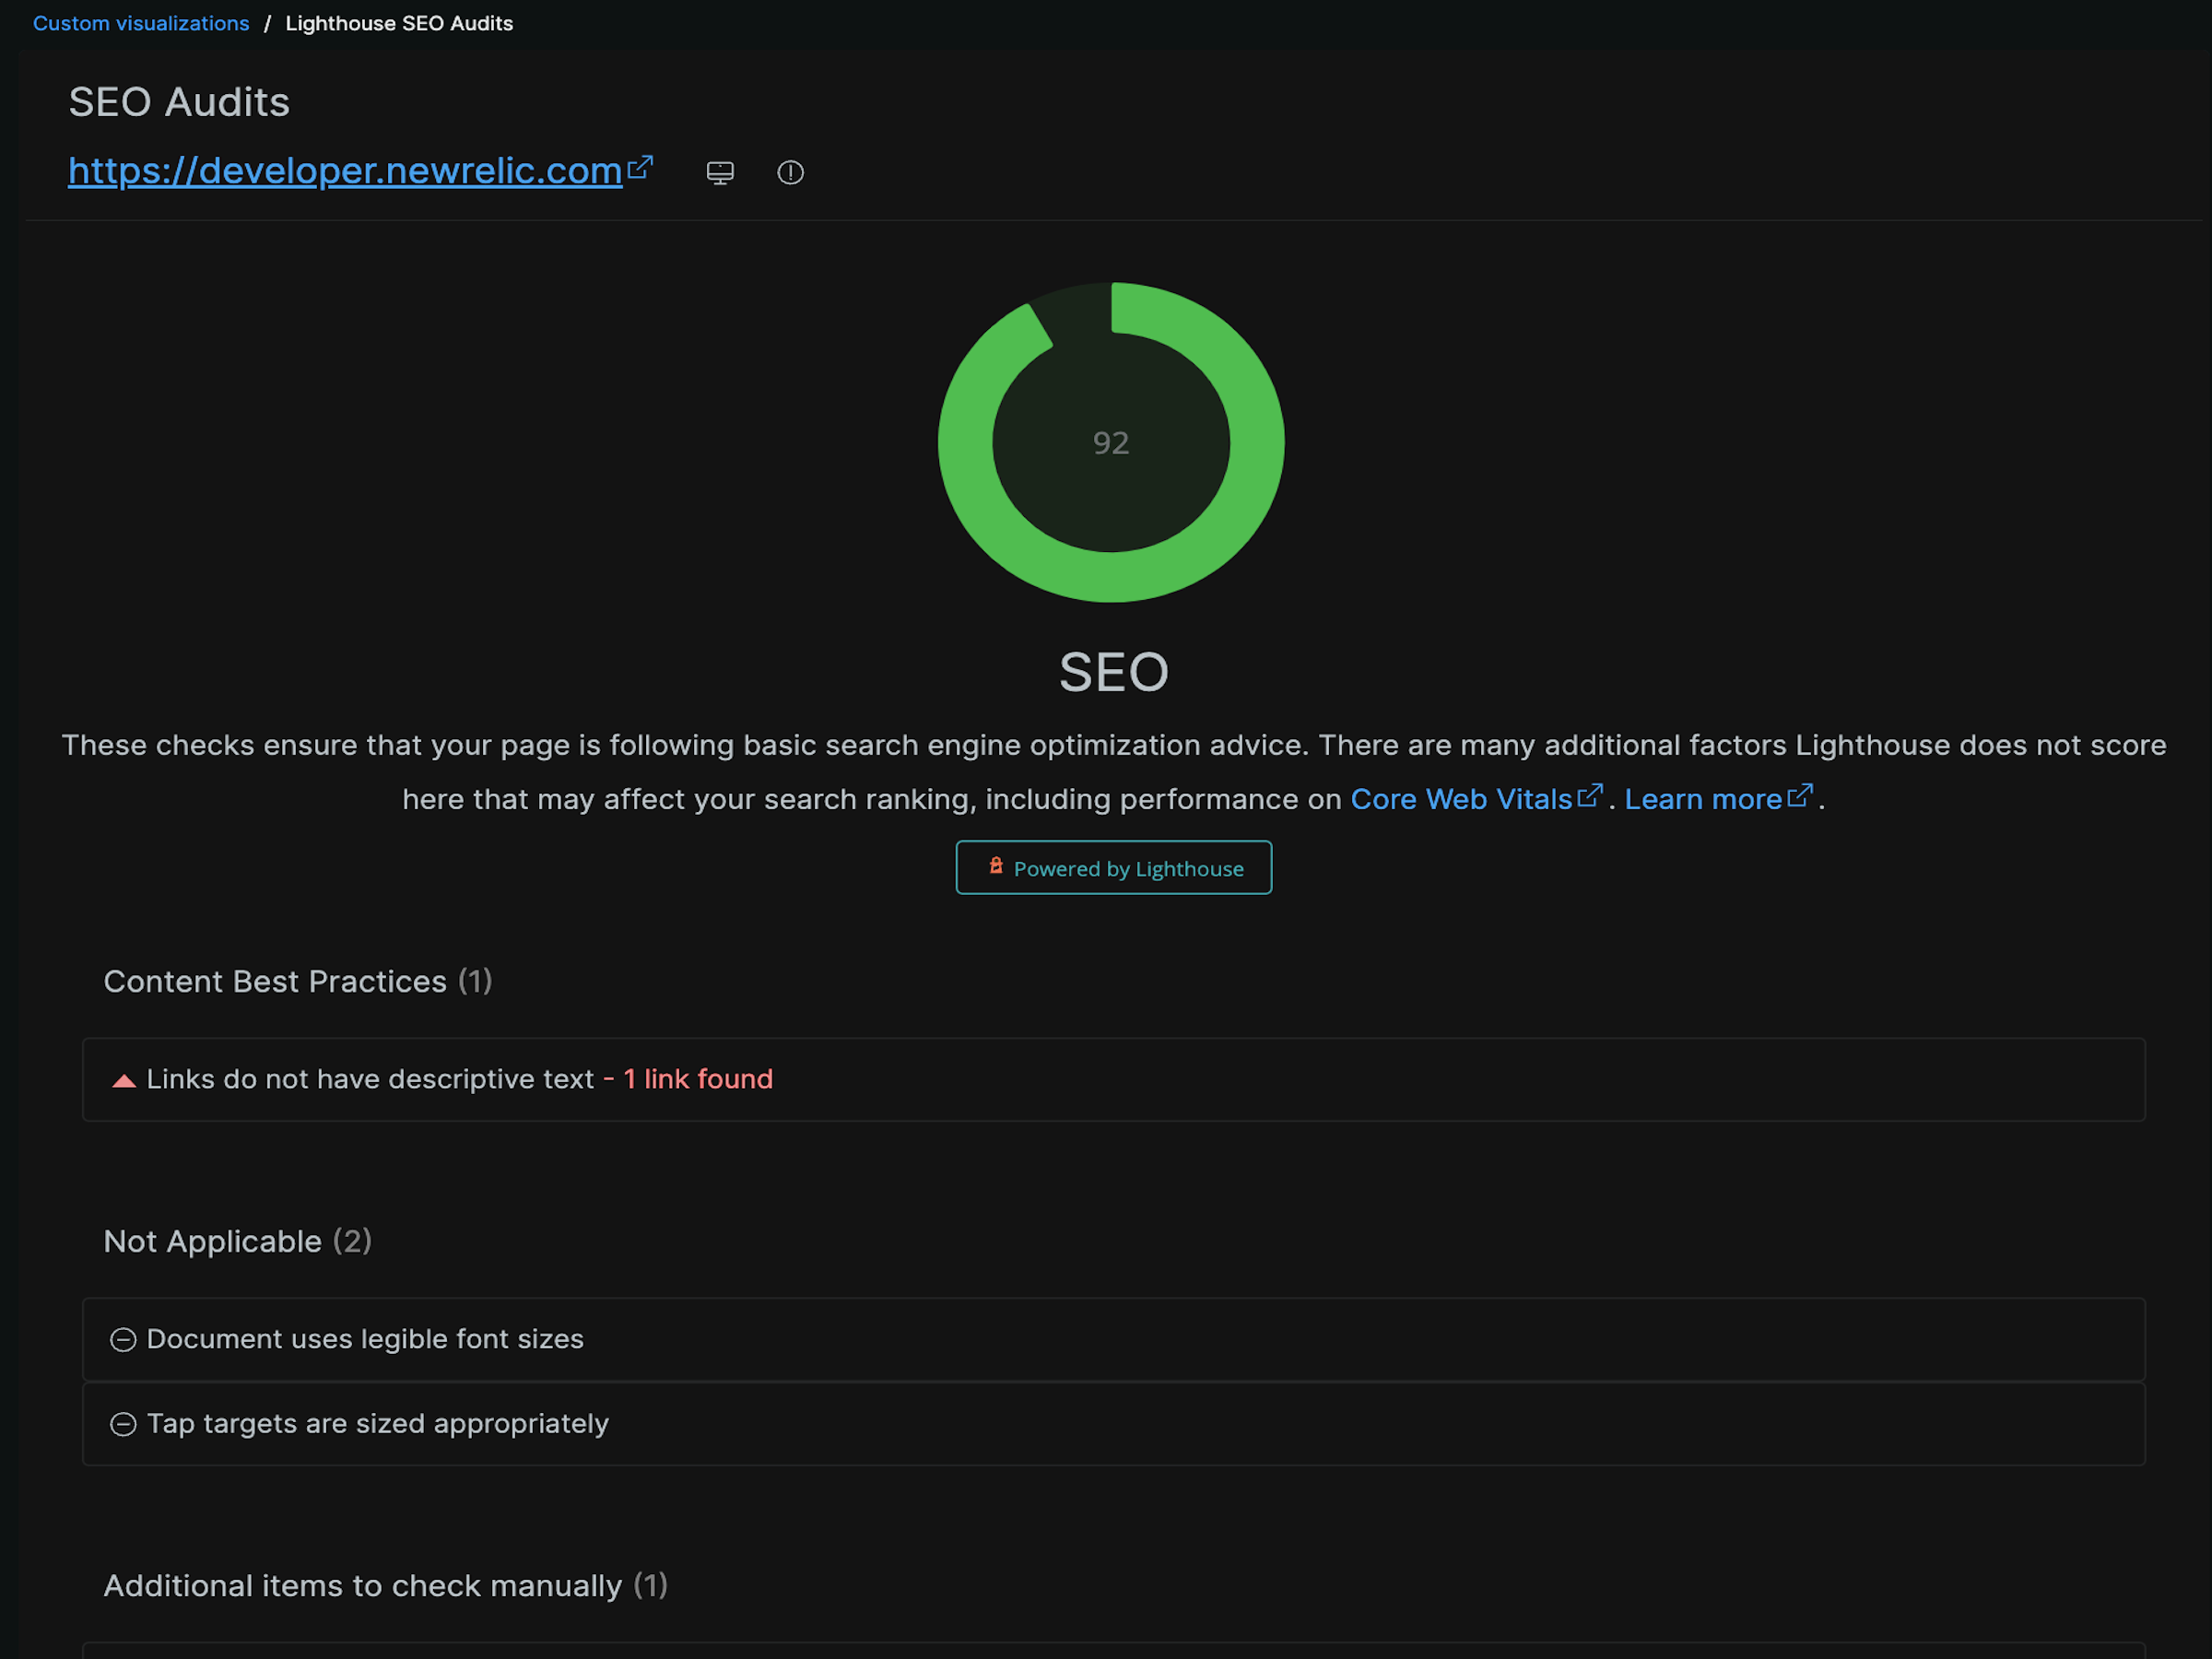 Custom visualizations / Lighthouse SEO Audits
SEO Audits
https://developer.newrelic.com
92
SEO
These checks ensure that your page is following basic search engine optimization advice. There are many additional factors Lighthouse does not score
here that may affect your search ranking, including performance on Core Web Vitals. Learn more.
Powered by Lighthouse
Content Best Practices (1)
Links do not have descriptive text - 1 link found
Not Applicable (2)
Document uses legible font sizes
Tap targets are sized appropriately
Additional items to check manually (1)